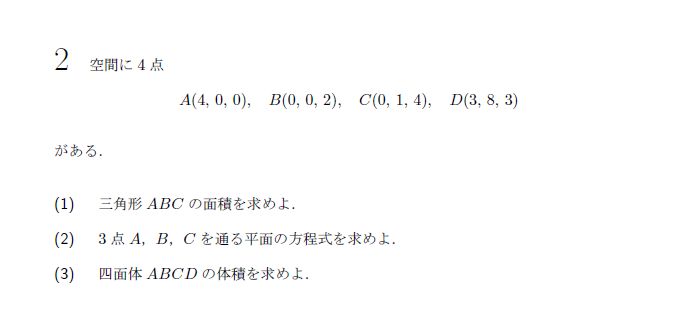 2 空間に 4 点
A(4, 0, 0), B(0, 0, 2), C(0, 1, 4), D(3, 8, 3)
がある.
(1) 三角形 ABC の面積を求めよ.
(2) 3 点 A, B, C を通る平面の方程式を求めよ.
(3) 四面体 ABCD の体積を求めよ.